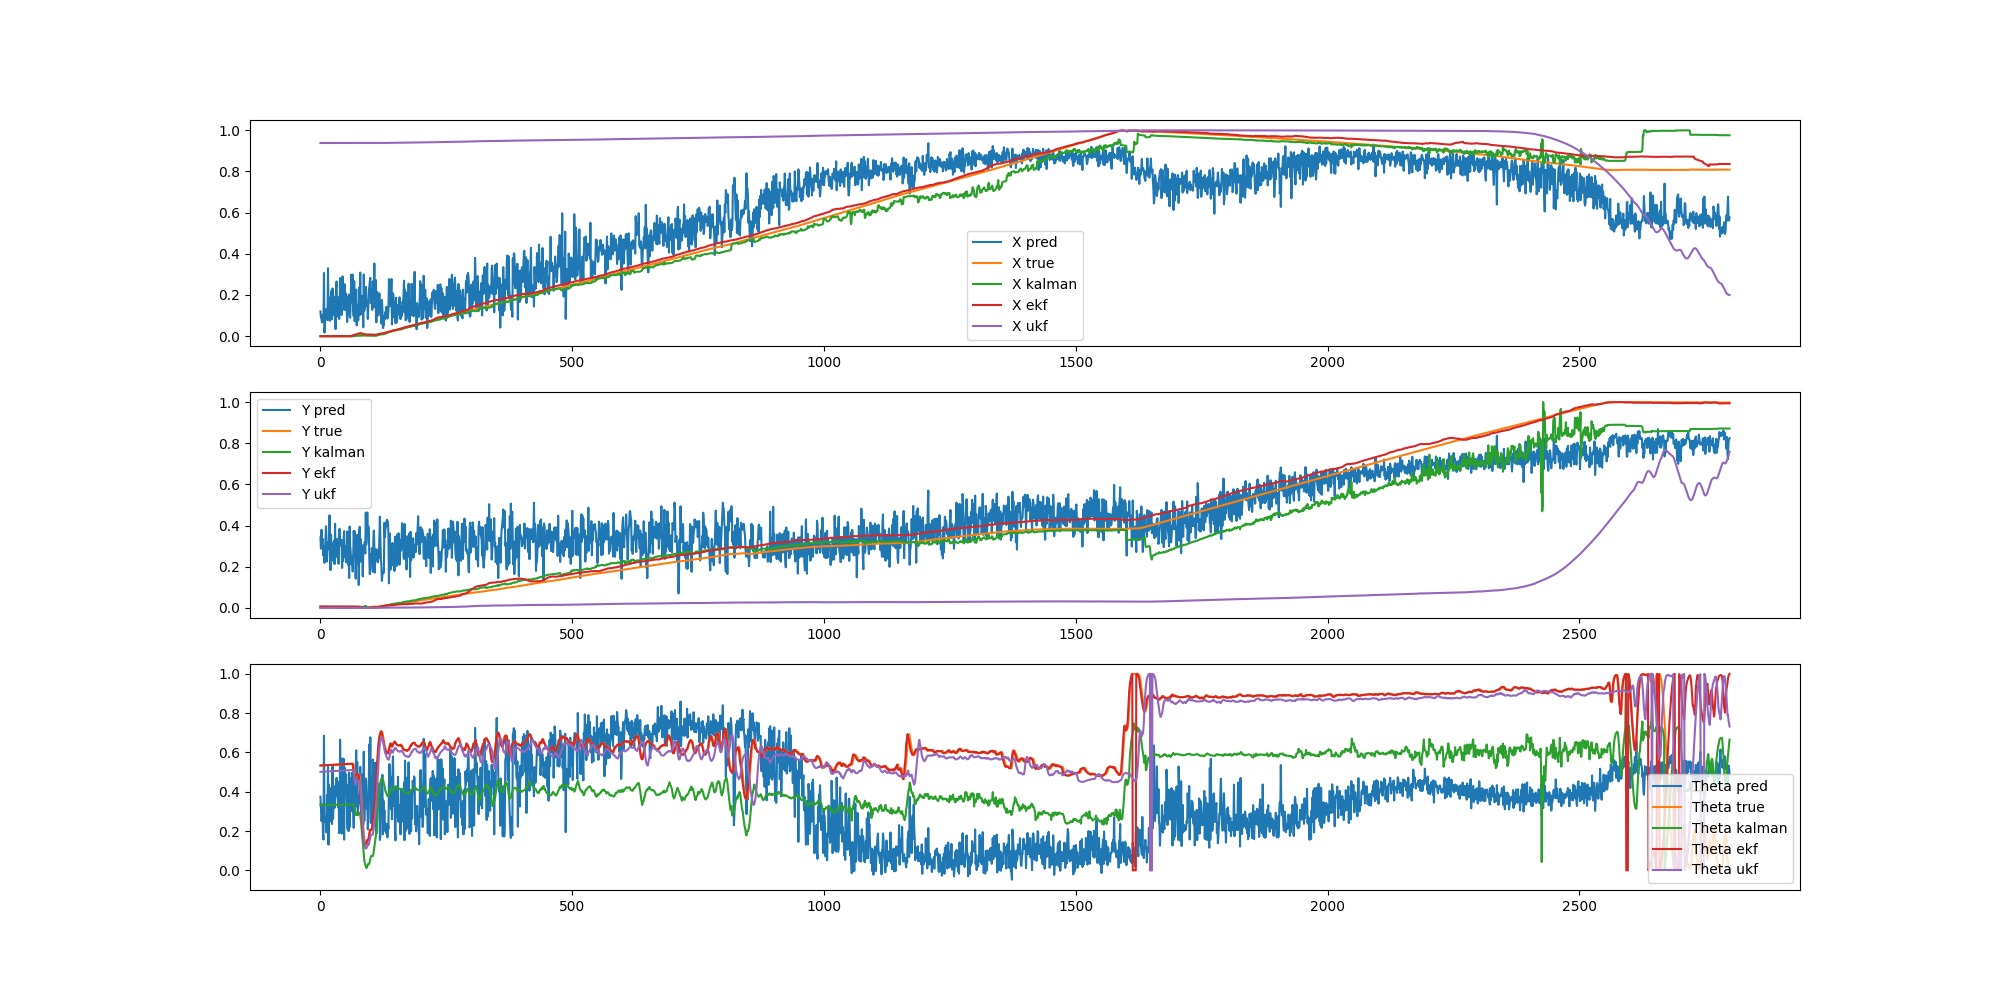 1.0
0.8
0.6
0.4
0.2
0.0
X pred
X true
X kalman
X ekf
X ukf
0 500 1000 1500 2000 2500
1.0
0.8
0.6
0.4
0.2
0.0
Y pred
Y true
Y kalman
Y ekf
Y ukf
0 500 1000 1500 2000 2500
1.0
0.8
0.6
0.4
0.2
0.0
Theta pred
Theta true
Theta kalman
Theta ekf
Theta ukf
0 500 1000 1500 2000 2500